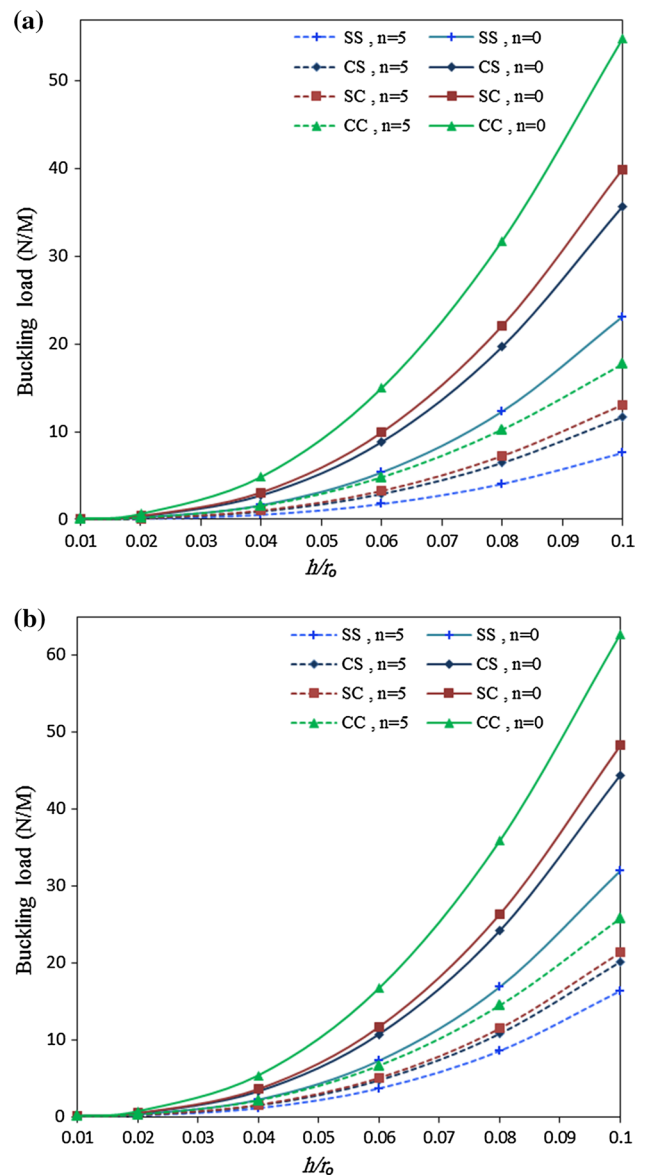 (a)
SS , n=5 SS , n=0
CS , n=5 CS , n=0
SC , n=5 SC , n=0
CC , n=5 CC , n=0
50
40
30
20
10
0
Buckling load (N/M)
0.01 0.02 0.03 0.04 0.05 0.06 0.07 0.08 0.09 0.1
h/ro
(b)
SS , n=5 SS , n=0
CS , n=5 CS , n=0
SC , n=5 SC , n=0
CC , n=5 CC , n=0
60
50
40
30
20
10
0
Buckling load (N/M)
0.01 0.02 0.03 0.04 0.05 0.06 0.07 0.08 0.09 0.1
h/ro